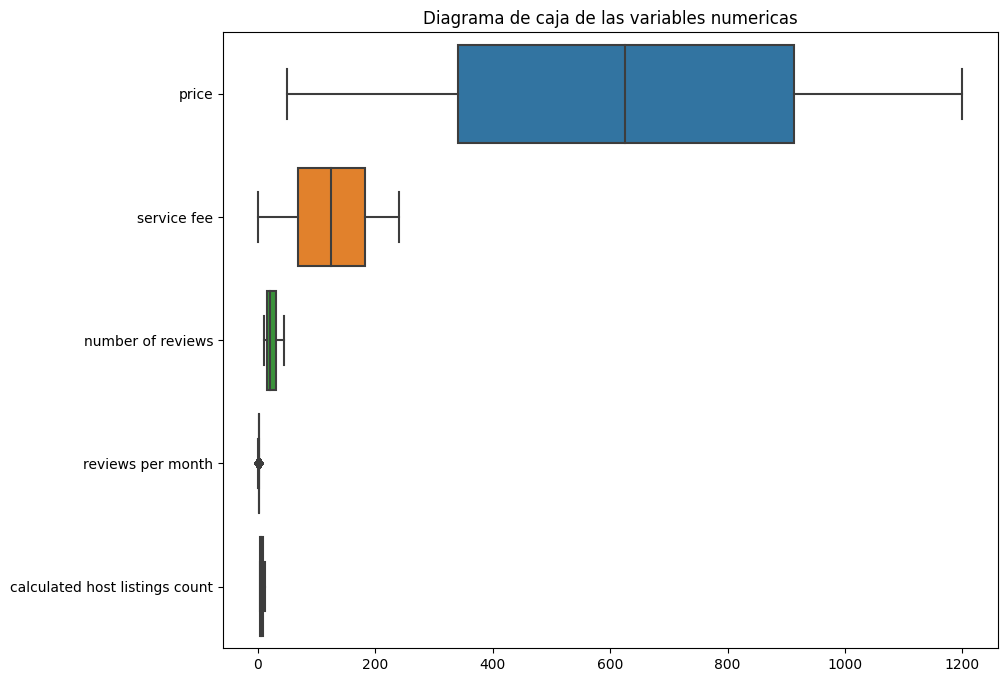 Diagrama de caja de las variables numericas
price
service fee
number of reviews
reviews per month
calculated host listings count
0 200 400 600 800 1000 1200